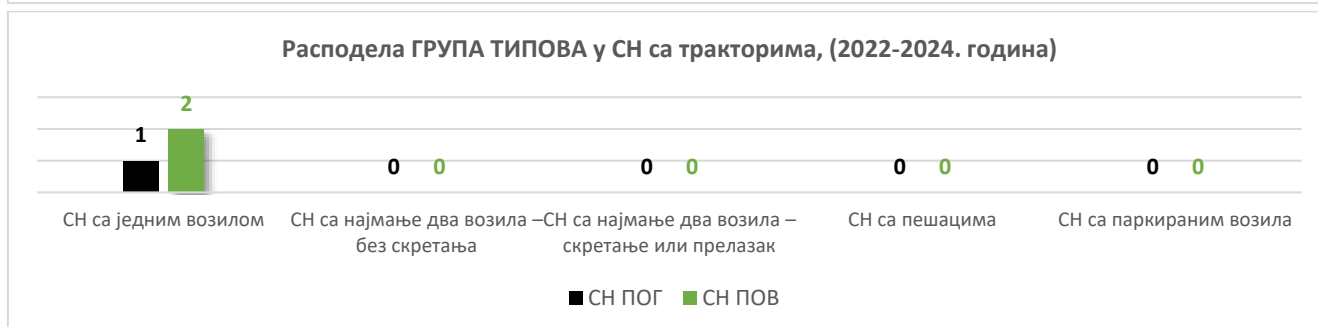 Расподела ГРУПА ТИПОВА у СН са тракторима, (2022-2024. година)
2
1
0 0 0 0 0 0 0 0
СН са једним возилом
СН са најмање два возила –
без скретања
СН са најмање два возила –
скретање или прелазак
СН са пешацима
СН са паркираним возила
СН ПОГ СН ПОВ